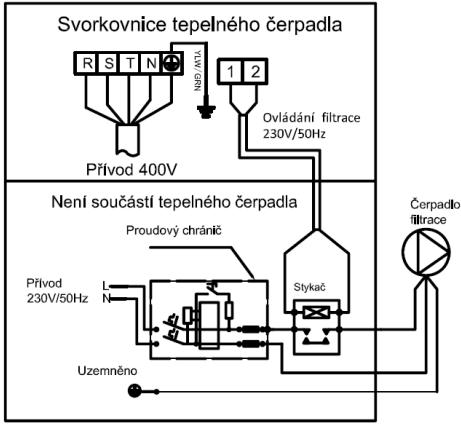 Svorkovnice tepelného čerpadla
R S T N
YLW/GRN
1 2
Ovládání filtrace
230V/50Hz
Přívod 400V
Není součástí tepelného čerpadla
Čerpadlo
filtrace
Proudový chránič
Přívod
230V/50Hz
L
N
Stykač
Uzemněno